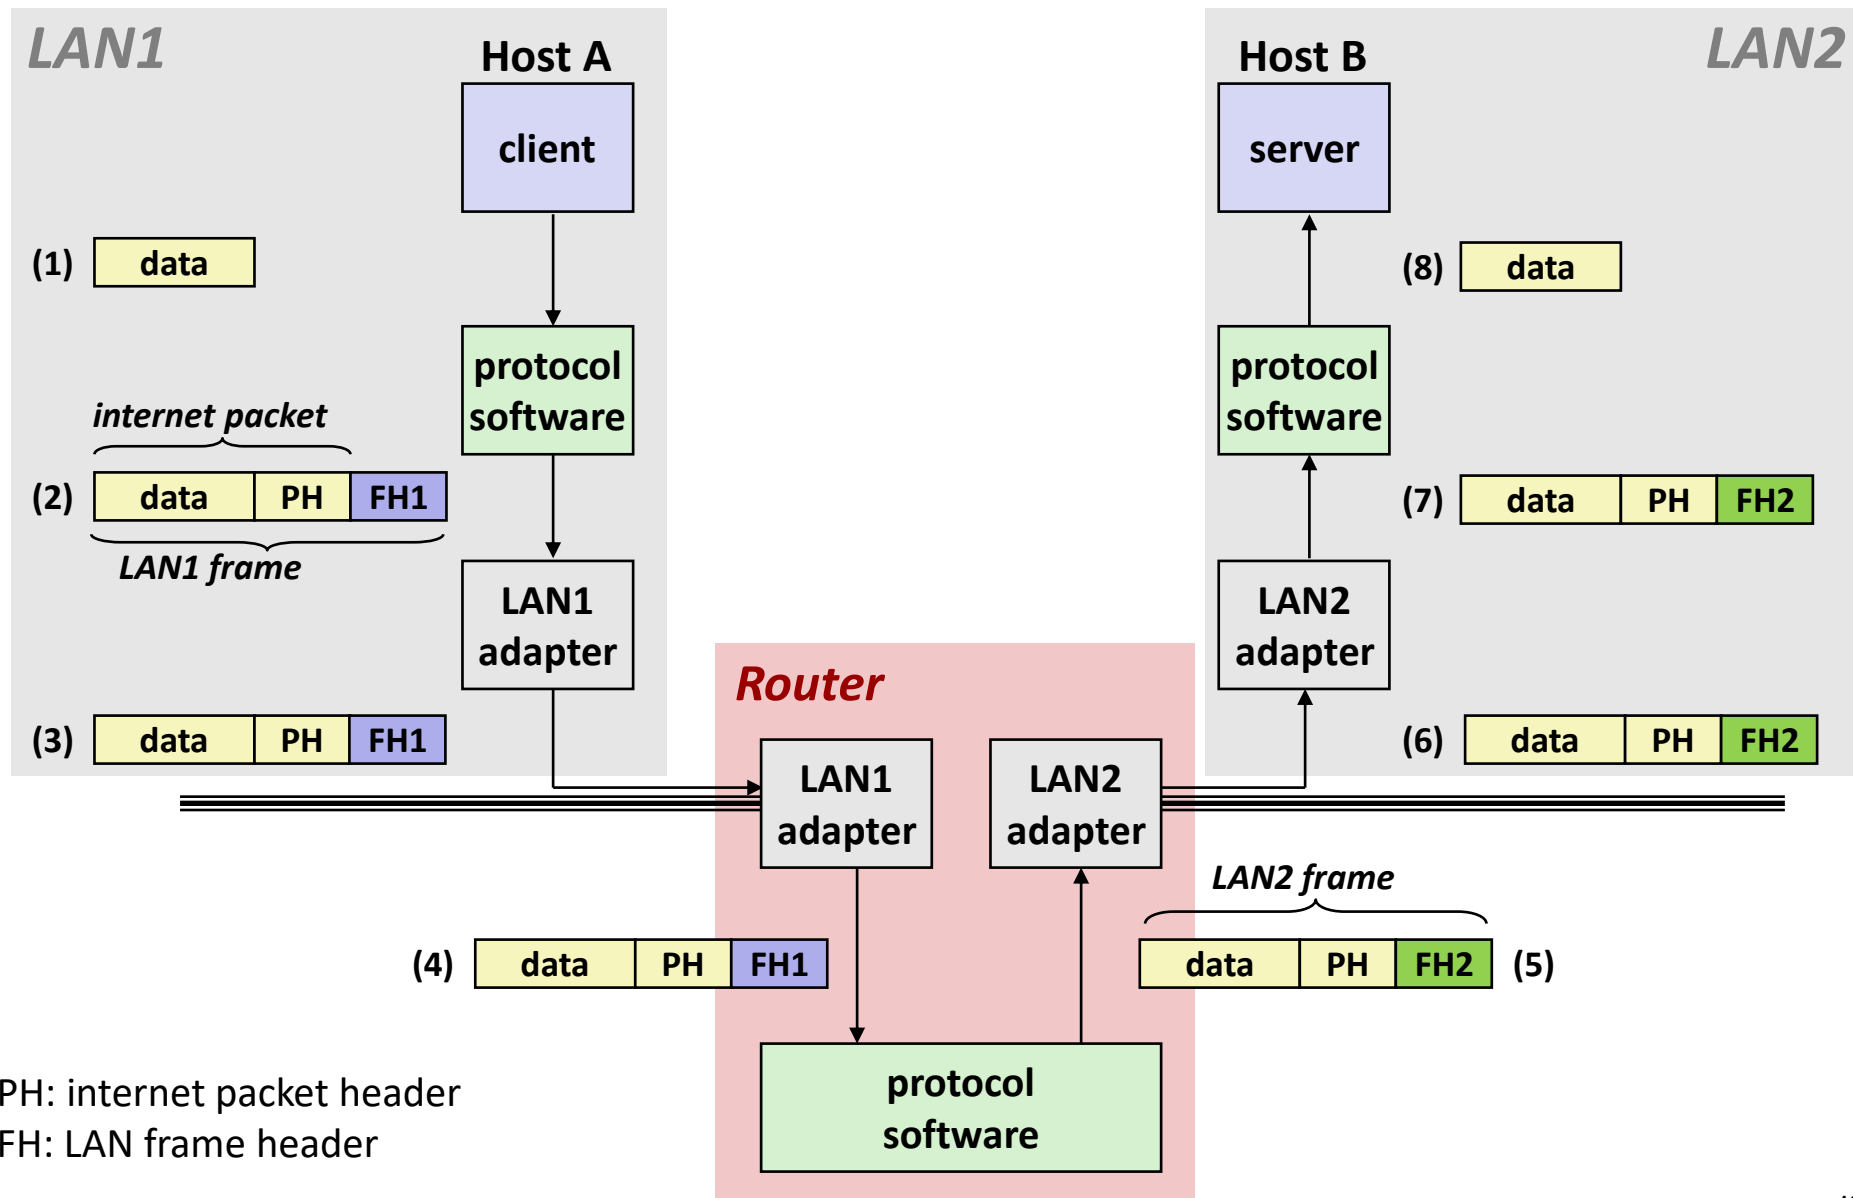 LAN1
Host A
client
(1) data
protocol
software
internet packet
(2) data PH FH1
LAN1 frame
LAN1
adapter
(3) data PH FH1
Host B
LAN2
server
(8) data
protocol
software
(7) data PH FH2
LAN2
adapter
(6) data PH FH2
Router
LAN1
adapter
LAN2
adapter
LAN2 frame
(4) data PH FH1
data PH FH2 (5)
protocol
software
PH: internet packet header
FH: LAN frame header